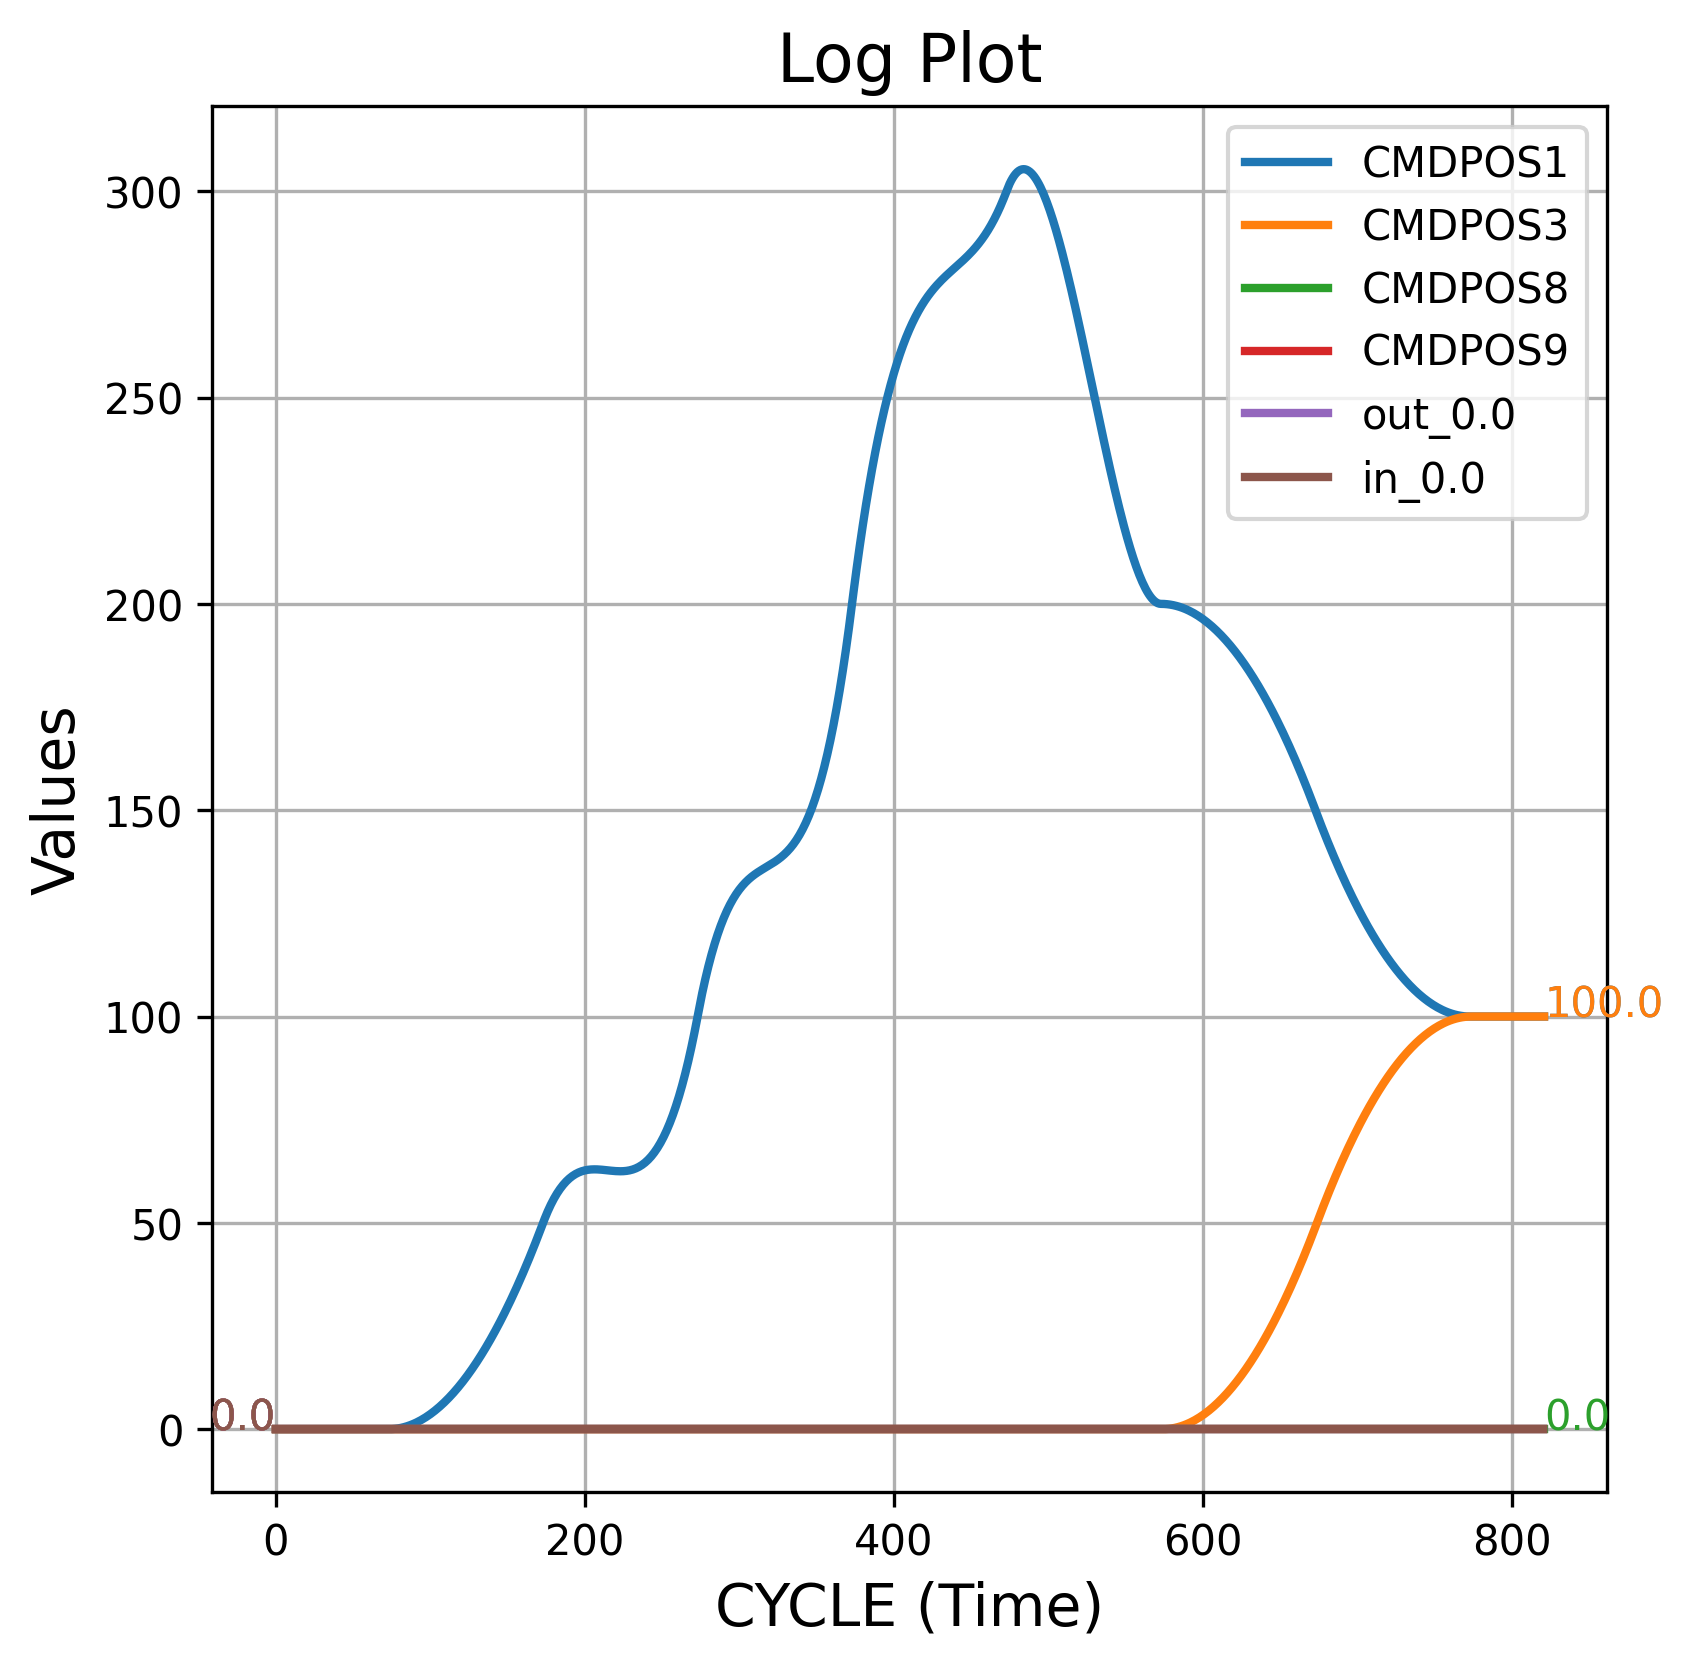 Log Plot
CMDPOS1
CMDPOS3
CMDPOS8
CMDPOS9
out_0.0
in_0.0
Values
300
250
200
150
100
50
0
100.0
0.0
0.0
0 200 400 600 800
CYCLE (Time)